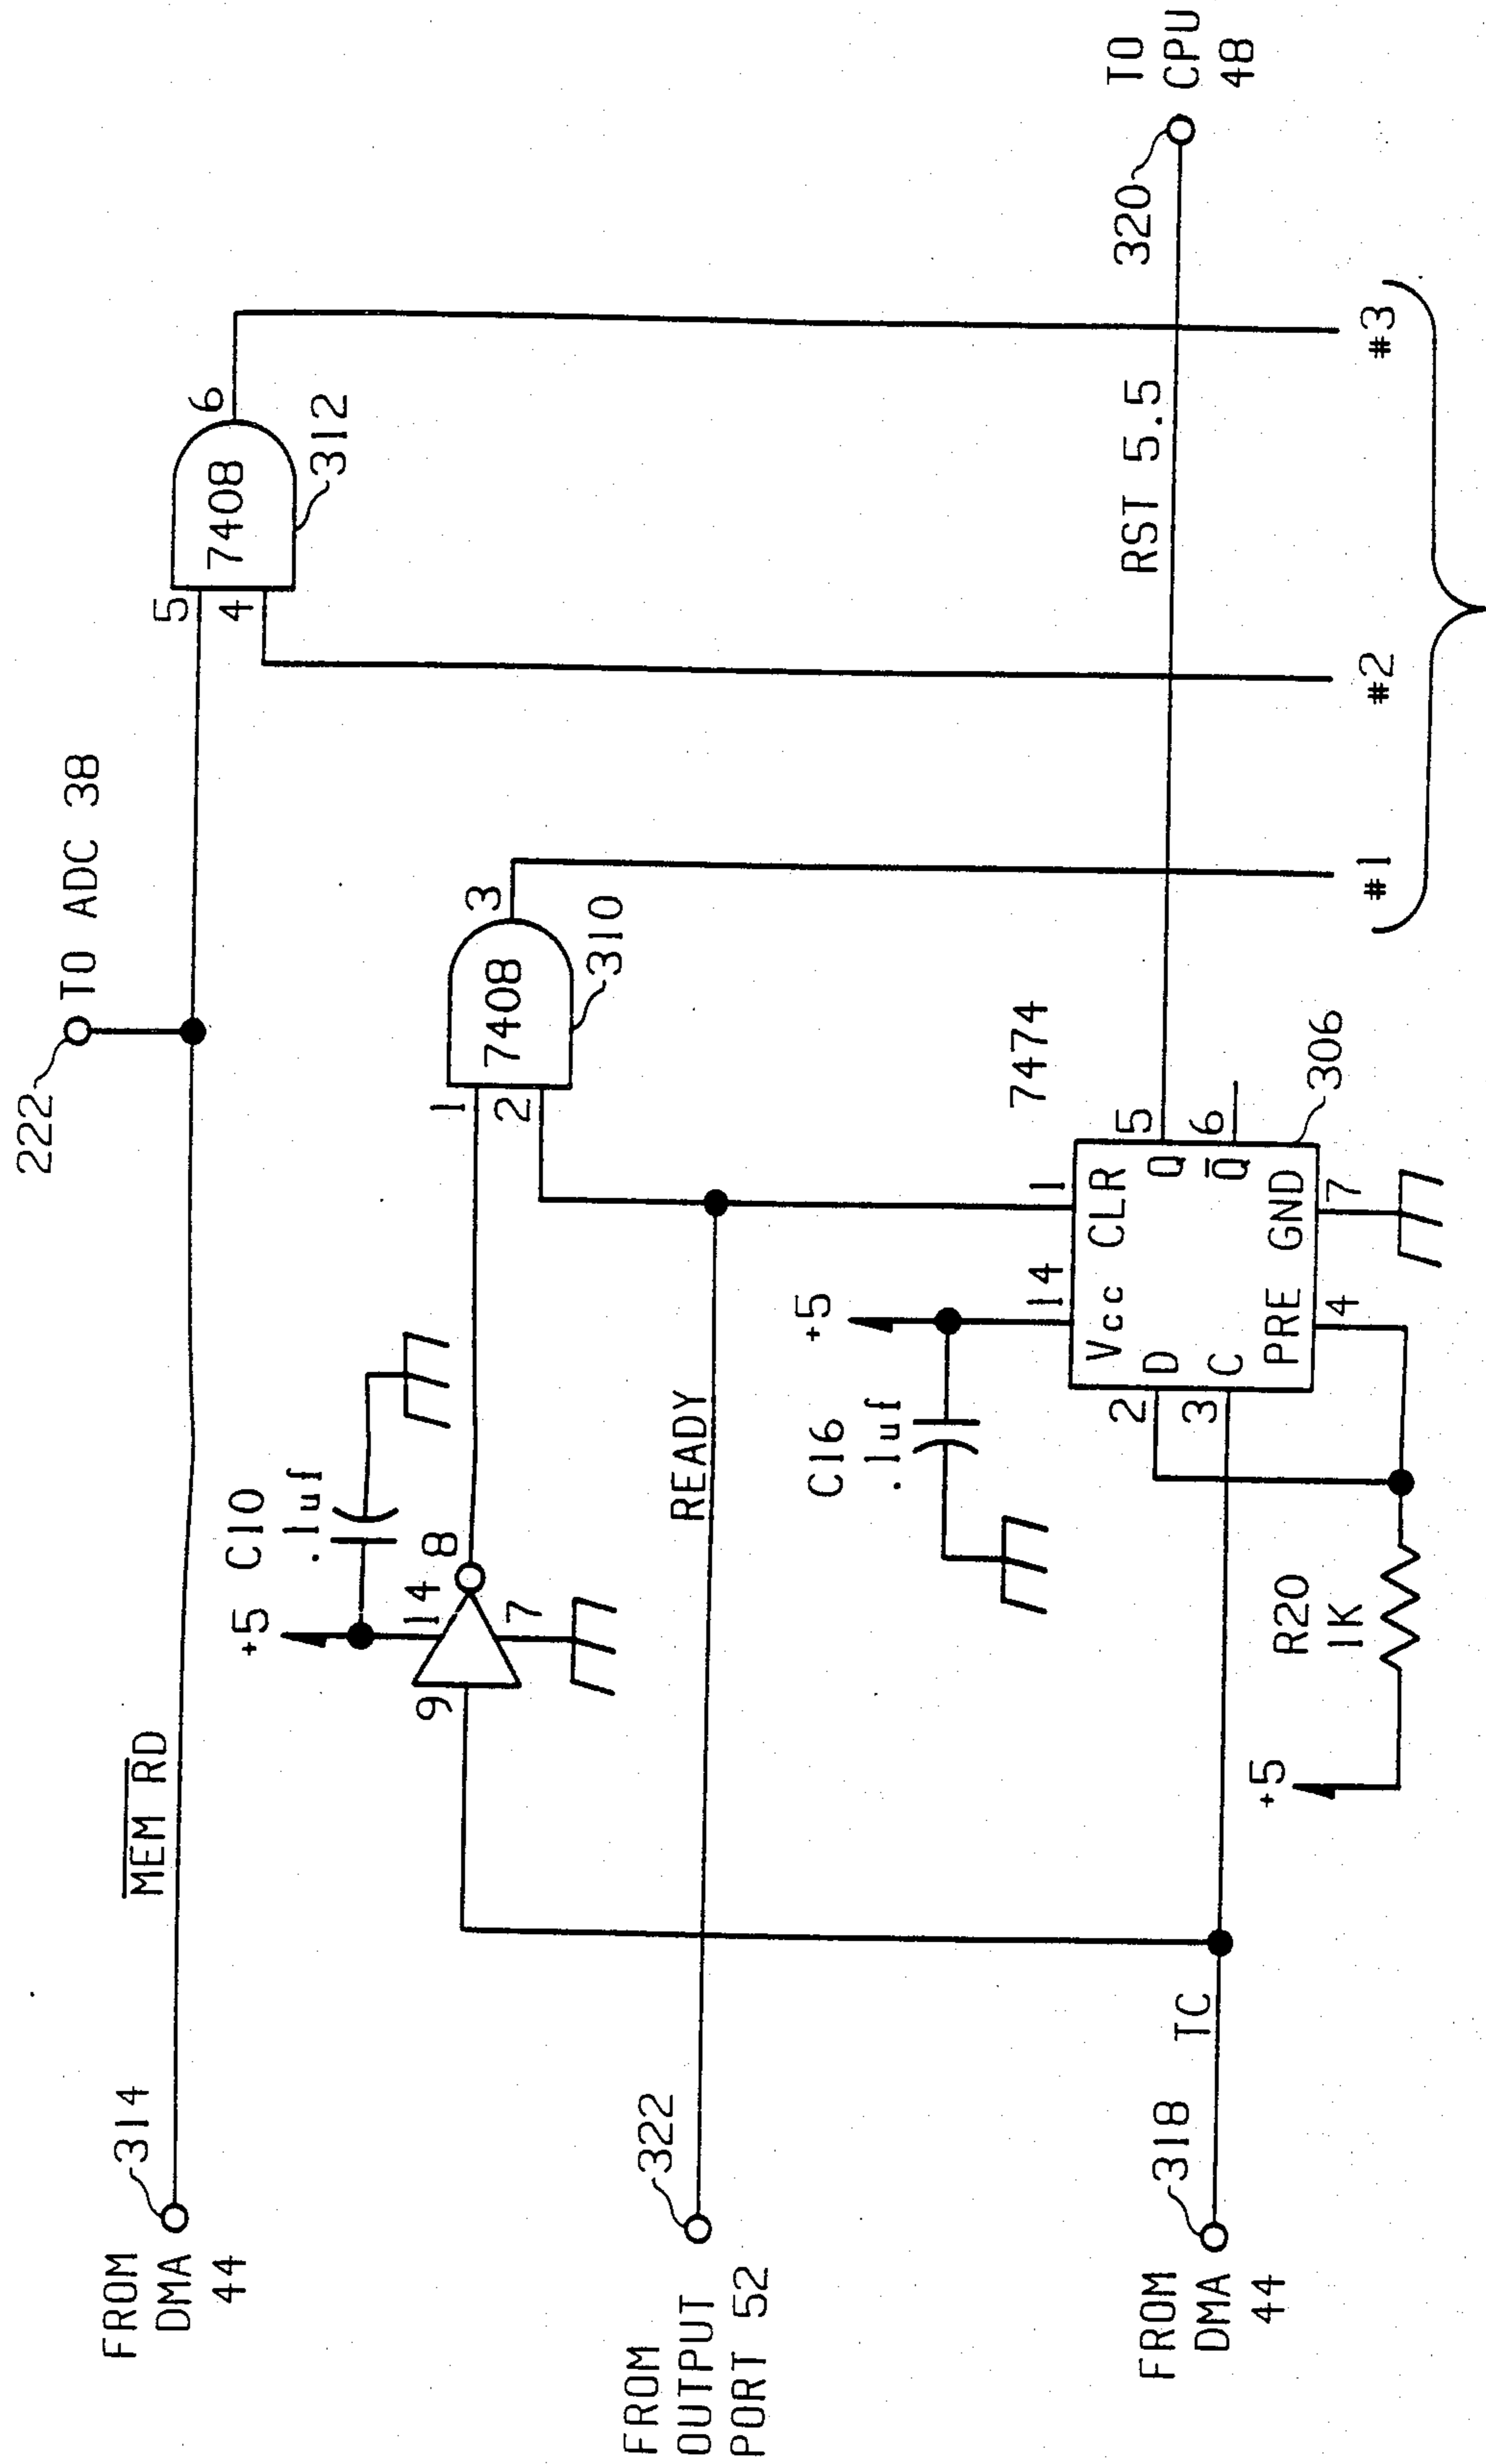 222
TO ADC 38
FROM
DMA
44
314
MEM RD
5
4
7408
6
312
+5
C10
.1uf
14
9
8
7
1
2
7408
3
310
FROM
OUTPUT
PORT 52
322
READY
+5
C16
.1uf
7474
14
1
Vcc
CLR
2
D
Q
5
3
C
Q
6
PRE
GND
4
7
306
RST 5.5
320
TO
CPU
48
FROM
DMA
44
318
TC
+5
R20
1K
#1
#2
#3